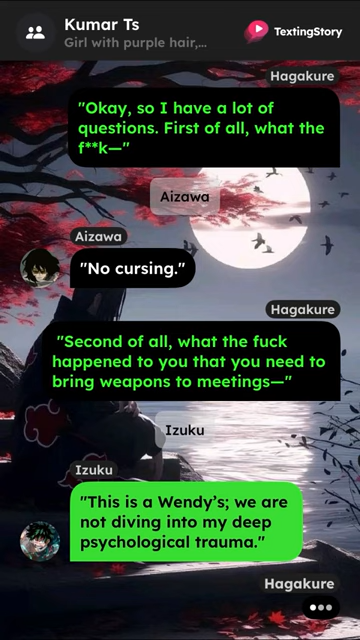 Kumar Ts
Girl with purple hair,...
TextingStory
Hagakure
"Okay, so I have a lot of
questions. First of all, what the
f**k—"
Aizawa
Aizawa
"No cursing."
Hagakure
"Second of all, what the fuck
happened to you that you need to
bring weapons to meetings—"
Izuku
Izuku
"This is a Wendy’s; we are
not diving into my deep
psychological trauma."
Hagakure